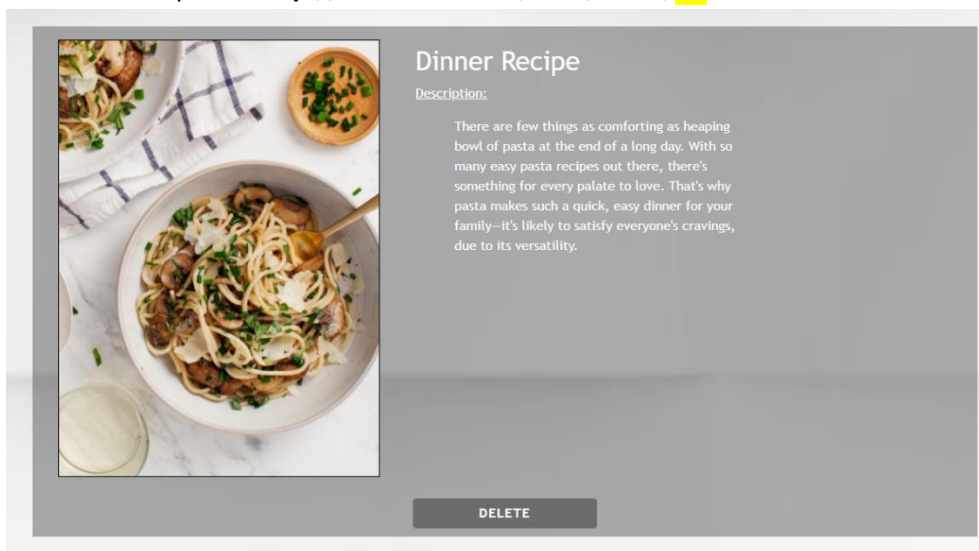 Dinner Recipe
Description:
There are few things as comforting as heaping
bowl of pasta at the end of a long day. With so
many easy pasta recipes out there, there's
something for every palate to love. That's why
pasta makes such a quick, easy dinner for your
family—it's likely to satisfy everyone's cravings,
due to its versatility.
DELETE